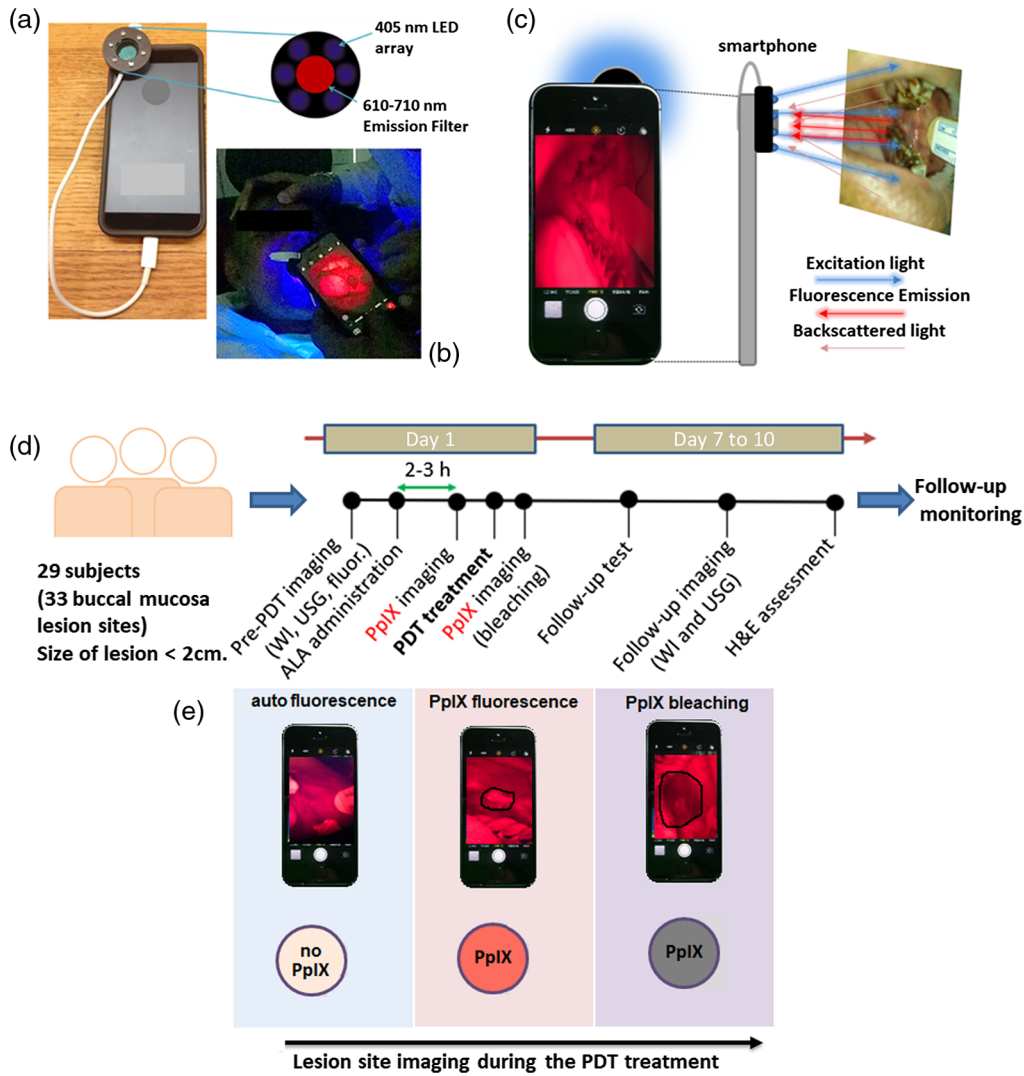 (a)
405 nm LED
array
610-710 nm
Emission Filter
(b)
(c)
smartphone
Excitation light
Fluorescence Emission
Backscattered light
(d)
Day 1
Day 7 to 10
2-3 h
Follow-up
monitoring
29 subjects
(33 buccal mucosa
lesion sites)
Size of lesion < 2cm.
Pre-PDT imaging
(WI, USG, fluor.)
ALA administration
PpIX imaging
PDT treatment
PpIX imaging
(bleaching)
Follow-up test
Follow-up imaging
(WI and USG)
H&E assessment
(e)
auto fluorescence
PpIX fluorescence
PpIX bleaching
no
PpIX
PpIX
PpIX
Lesion site imaging during the PDT treatment